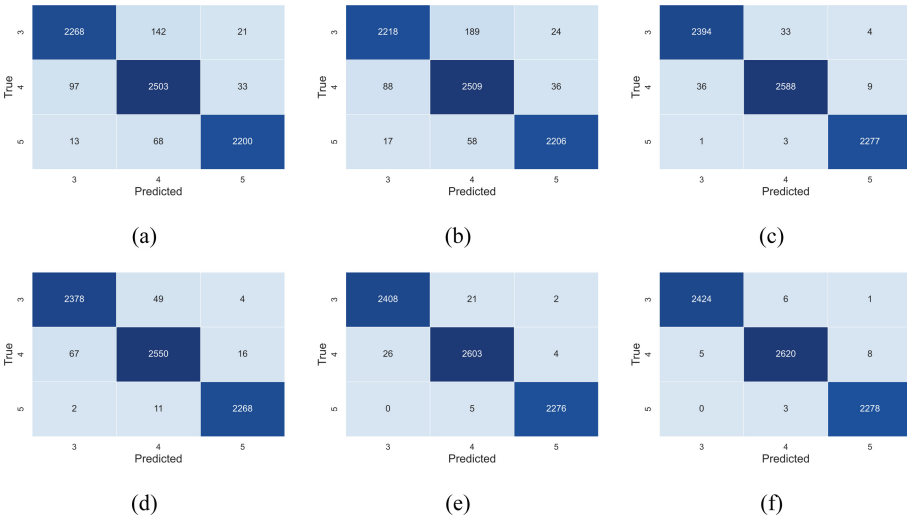 3 2268 142 21
True 4 97 2503 33
5 13 68 2200
3 4 5
Predicted
(a)
3 2218 189 24
True 4 88 2509 36
5 17 58 2206
3 4 5
Predicted
(b)
3 2394 33 4
True 4 36 2588 9
5 1 3 2277
3 4 5
Predicted
(c)
3 2378 49 4
True 4 67 2550 16
5 2 11 2268
3 4 5
Predicted
(d)
3 2408 21 2
True 4 26 2603 4
5 0 5 2276
3 4 5
Predicted
(e)
3 2424 6 1
True 4 5 2620 8
5 0 3 2278
3 4 5
Predicted
(f)